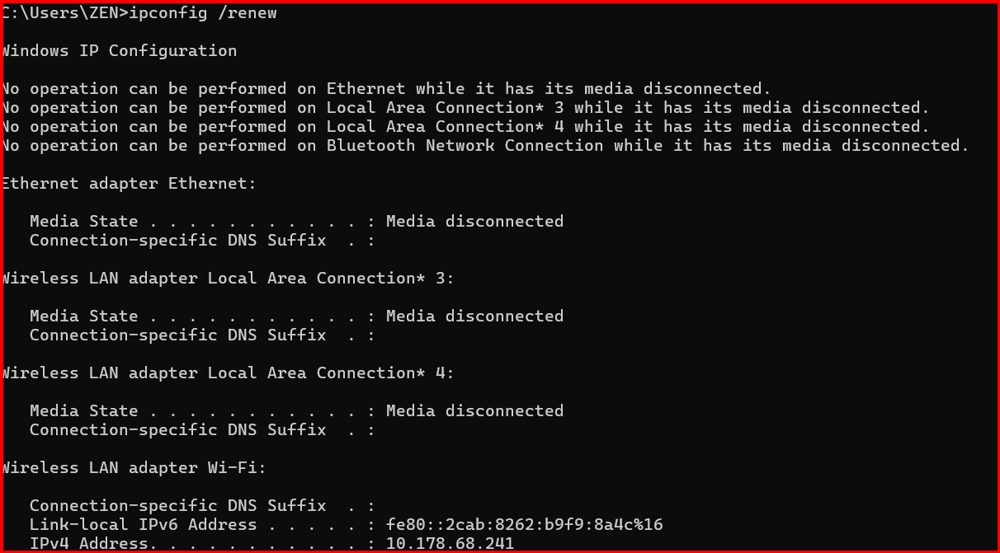 C:\Users\ZEN>ipconfig /renew
Windows IP Configuration
No operation can be performed on Ethernet while it has its media disconnected.
No operation can be performed on Local Area Connection* 3 while it has its media disconnected.
No operation can be performed on Local Area Connection* 4 while it has its media disconnected.
No operation can be performed on Bluetooth Network Connection while it has its media disconnected.
Ethernet adapter Ethernet:
Media State . . . . . . . . . . . : Media disconnected
Connection-specific DNS Suffix  . :
Wireless LAN adapter Local Area Connection* 3:
Media State . . . . . . . . . . . : Media disconnected
Connection-specific DNS Suffix  . :
Wireless LAN adapter Local Area Connection* 4:
Media State . . . . . . . . . . . : Media disconnected
Connection-specific DNS Suffix  . :
Wireless LAN adapter Wi-Fi:
Connection-specific DNS Suffix  . :
Link-local IPv6 Address . . . . . : fe80::2cab:8262:b9f9:8a4c%16
IPv4 Address. . . . . . . . . . . : 10.178.68.241